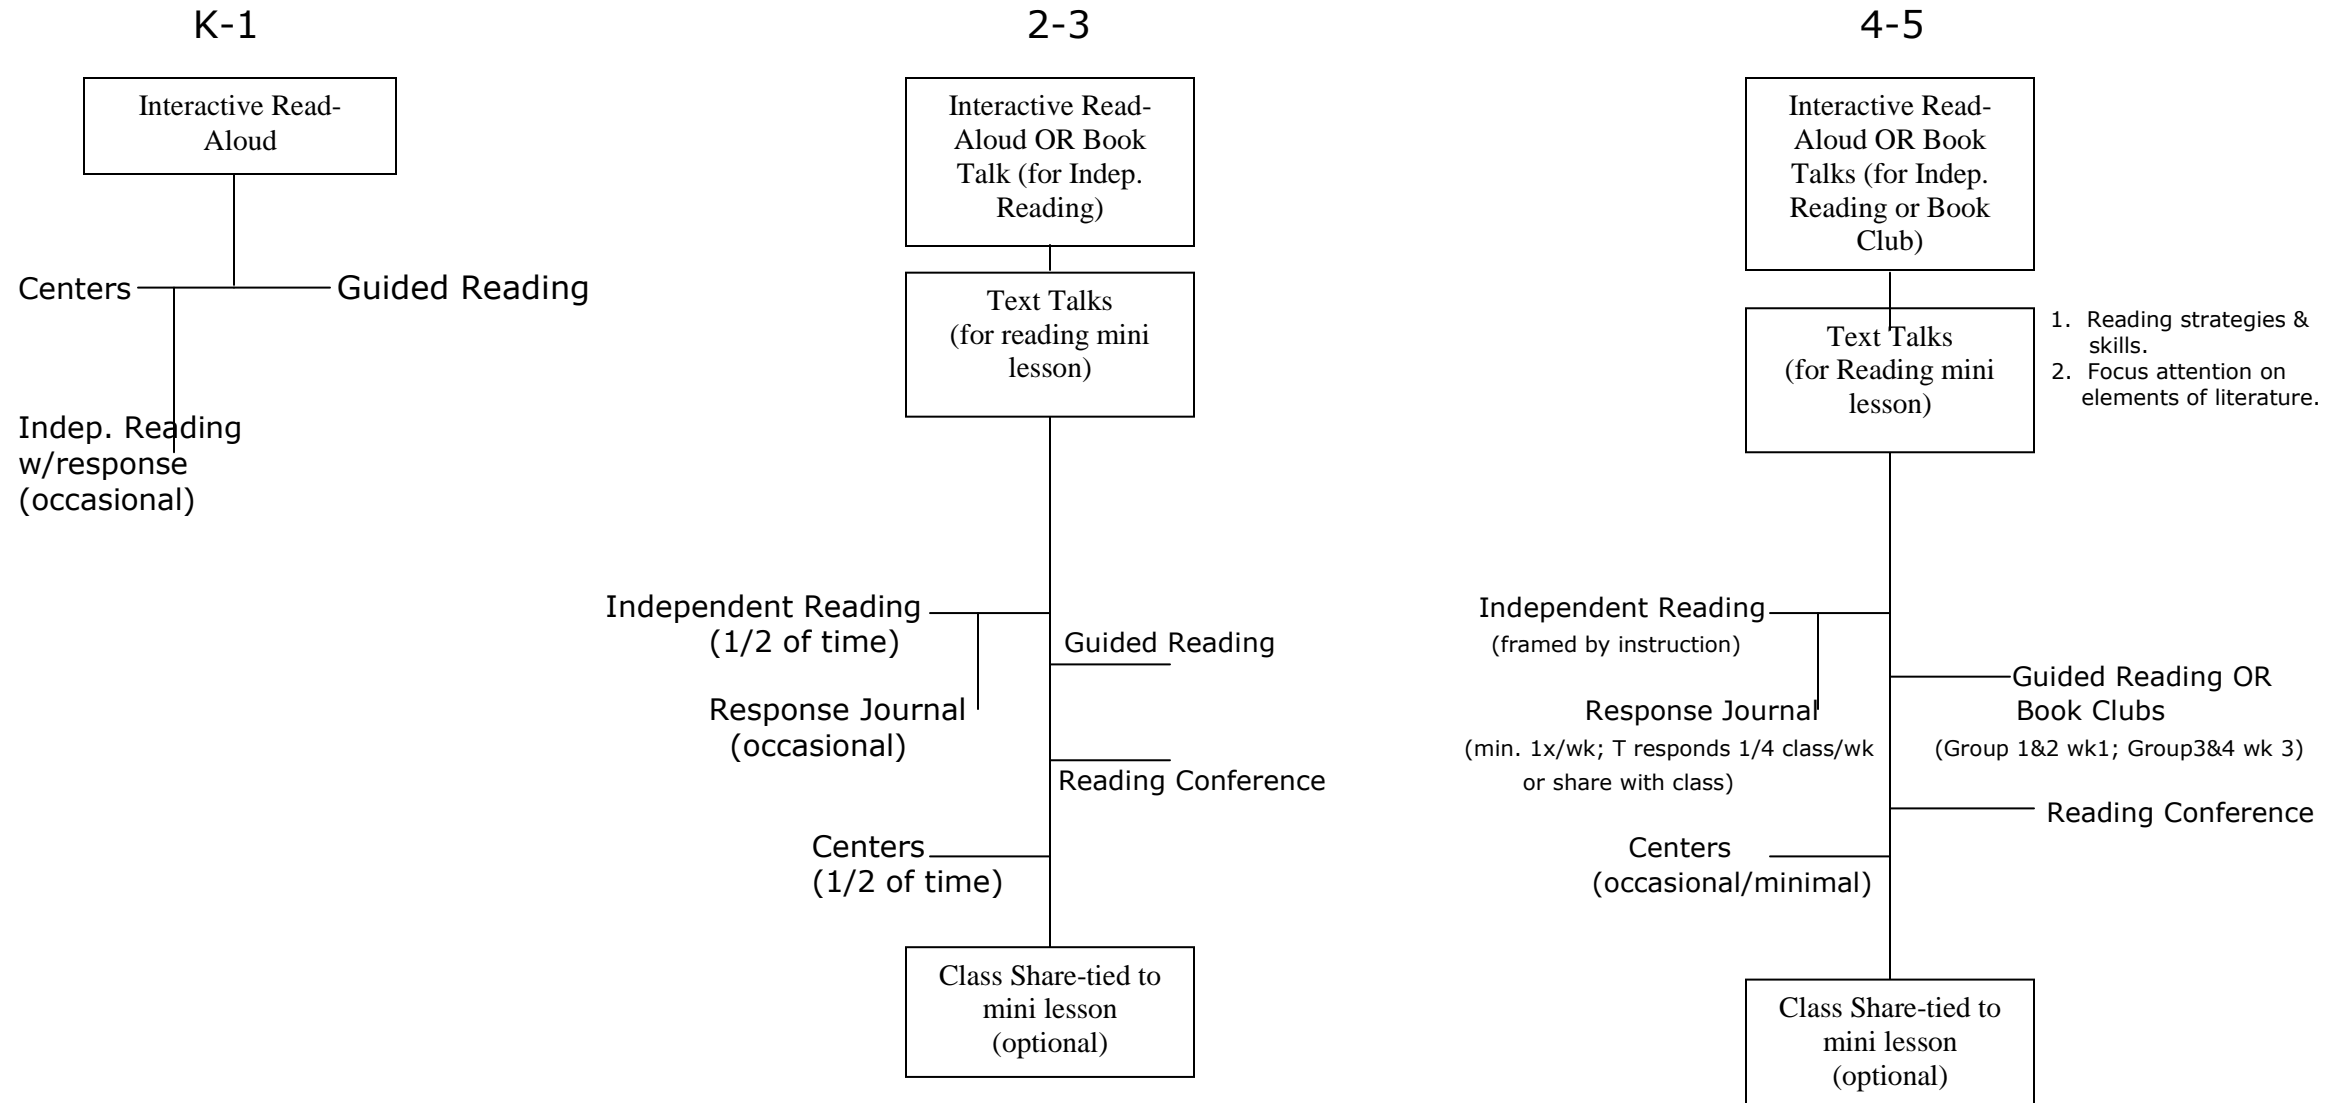 K-1
Interactive Read-
Aloud
Centers
Guided Reading
Indep. Reading
w/response
(occasional)
2-3
Interactive Read-
Aloud OR Book
Talk (for Indep.
Reading)
Text Talks
(for reading mini
lesson)
Independent Reading
(1/2 of time)
Guided Reading
Response Journal
(occasional)
Reading Conference
Centers
(1/2 of time)
Class Share-tied to
mini lesson
(optional)
4-5
Interactive Read-
Aloud OR Book
Talks (for Indep.
Reading or Book
Club)
Text Talks
(for Reading mini
lesson)
1. Reading strategies &
skills.
2. Focus attention on
elements of literature.
Independent Reading
(framed by instruction)
Guided Reading OR
Book Clubs
(Group 1&2 wk1; Group3&4 wk 3)
Response Journal
(min. 1x/wk; T responds 1/4 class/wk
or share with class)
Reading Conference
Centers
(occasional/minimal)
Class Share-tied to
mini lesson
(optional)